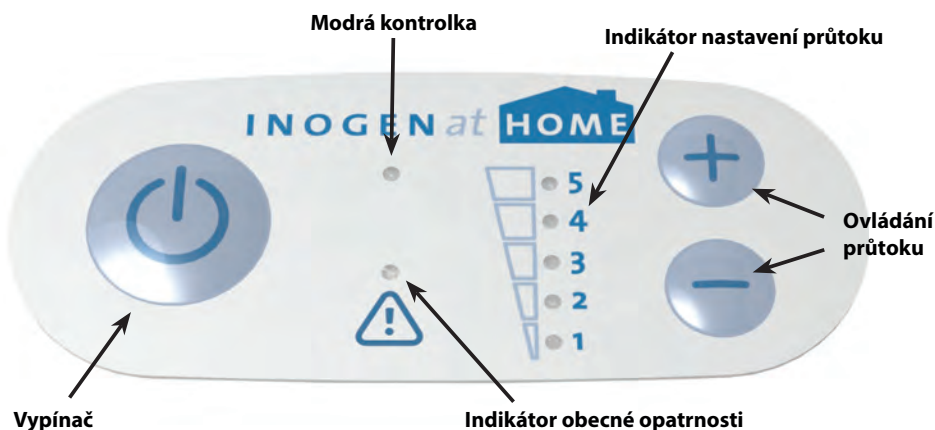 Modrá kontrolka
Indikátor nastavení průtoku
INOGEN at HOME
5
4
3
2
1
Ovládání
průtoku
Vypínač
Indikátor obecné opatrnosti